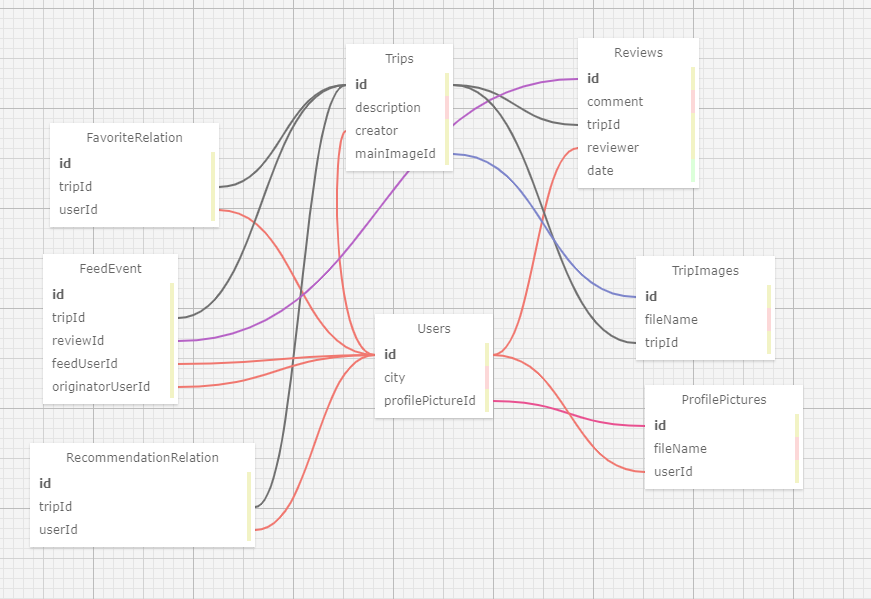 Trips
id
description
creator
mainImageId
Reviews
id
comment
tripId
reviewer
date
FavoriteRelation
id
tripId
userId
FeedEvent
id
tripId
reviewId
feedUserId
originatorUserId
Users
id
city
profilePictureId
TripImages
id
fileName
tripId
ProfilePictures
id
fileName
userId
RecommendationRelation
id
tripId
userId